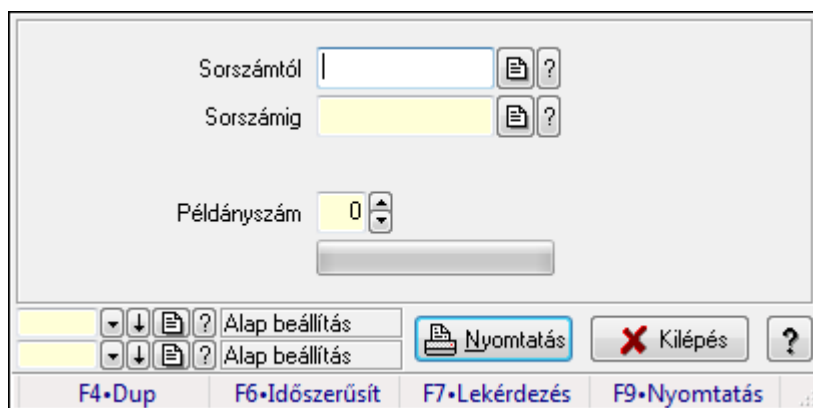 Sorszámtól ?
Sorszámig ?
Példányszám 0
? Alap beállítás
? Alap beállítás
Nyomtatás Kilépés ?
F4•Dup F6•Időszerűsít F7•Lekérdezés F9•Nyomtatás